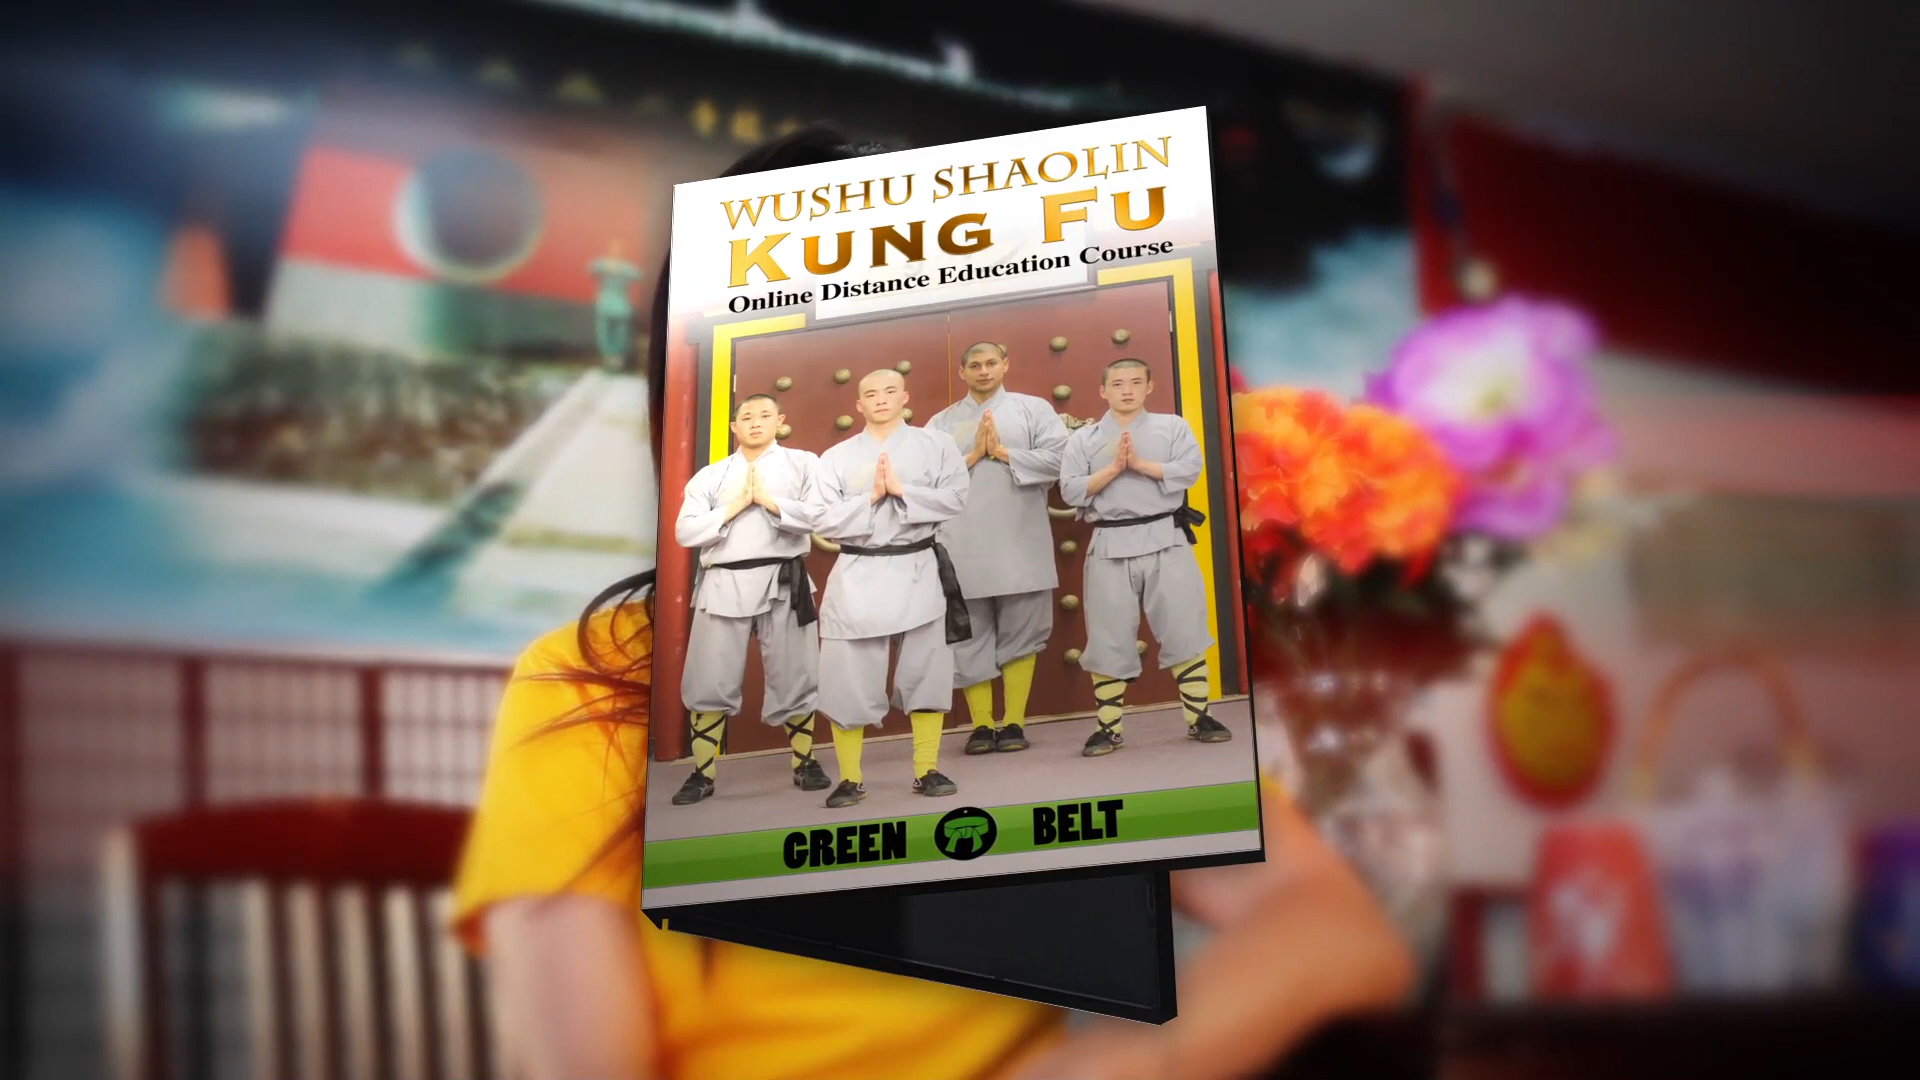 WUSHU SHAOLIN
KUNG FU
Online Distance Education Course
GREEN BELT